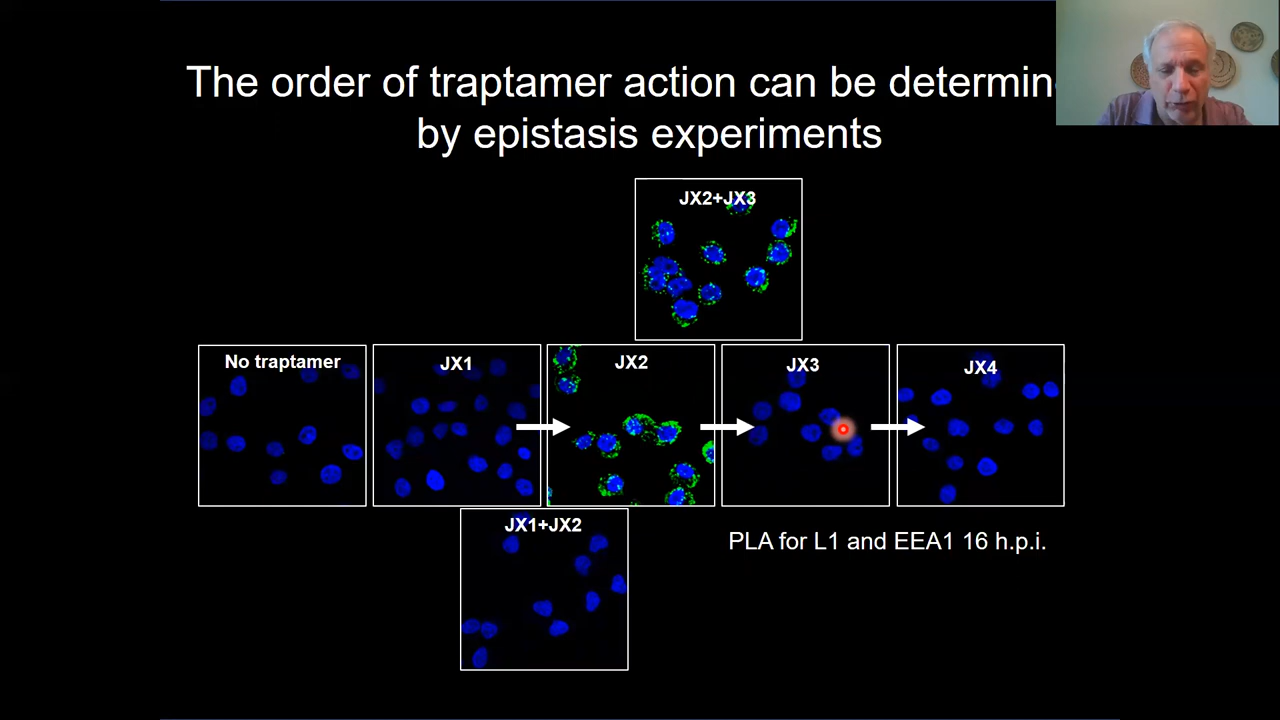 The order of traptamer action can be determin
by epistasis experiments
JX2+JX3
No traptamer
JX1
JX2
JX3
JX4
JX1+JX2
PLA for L1 and EEA1 16 h.p.i.